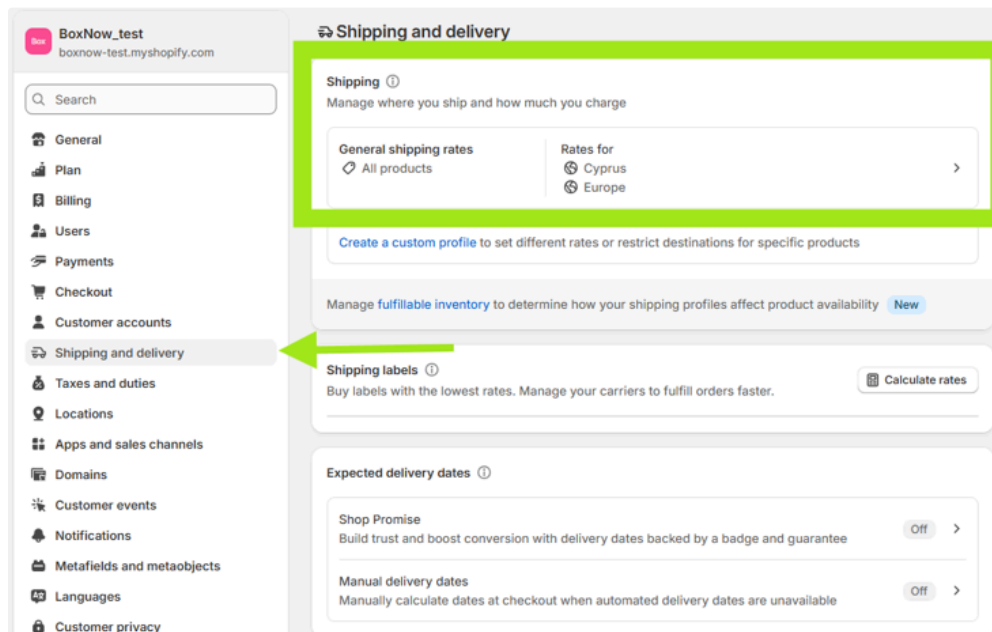 Box
BoxNow_test
boxnow-test.myshopify.com
Search
General
Plan
Billing
Users
Payments
Checkout
Customer accounts
Shipping and delivery
Taxes and duties
Locations
Apps and sales channels
Domains
Customer events
Notifications
Metafields and metaobjects
Languages
Customer privacy
Shipping and delivery
Shipping
Manage where you ship and how much you charge
General shipping rates
All products
Rates for
Cyprus
Europe
Create a custom profile to set different rates or restrict destinations for specific products
Manage fulfillable inventory to determine how your shipping profiles affect product availability New
Shipping labels
Buy labels with the lowest rates. Manage your carriers to fulfill orders faster.
Calculate rates
Expected delivery dates
Shop Promise
Build trust and boost conversion with delivery dates backed by a badge and guarantee
Off
Manual delivery dates
Manually calculate dates at checkout when automated delivery dates are unavailable
Off